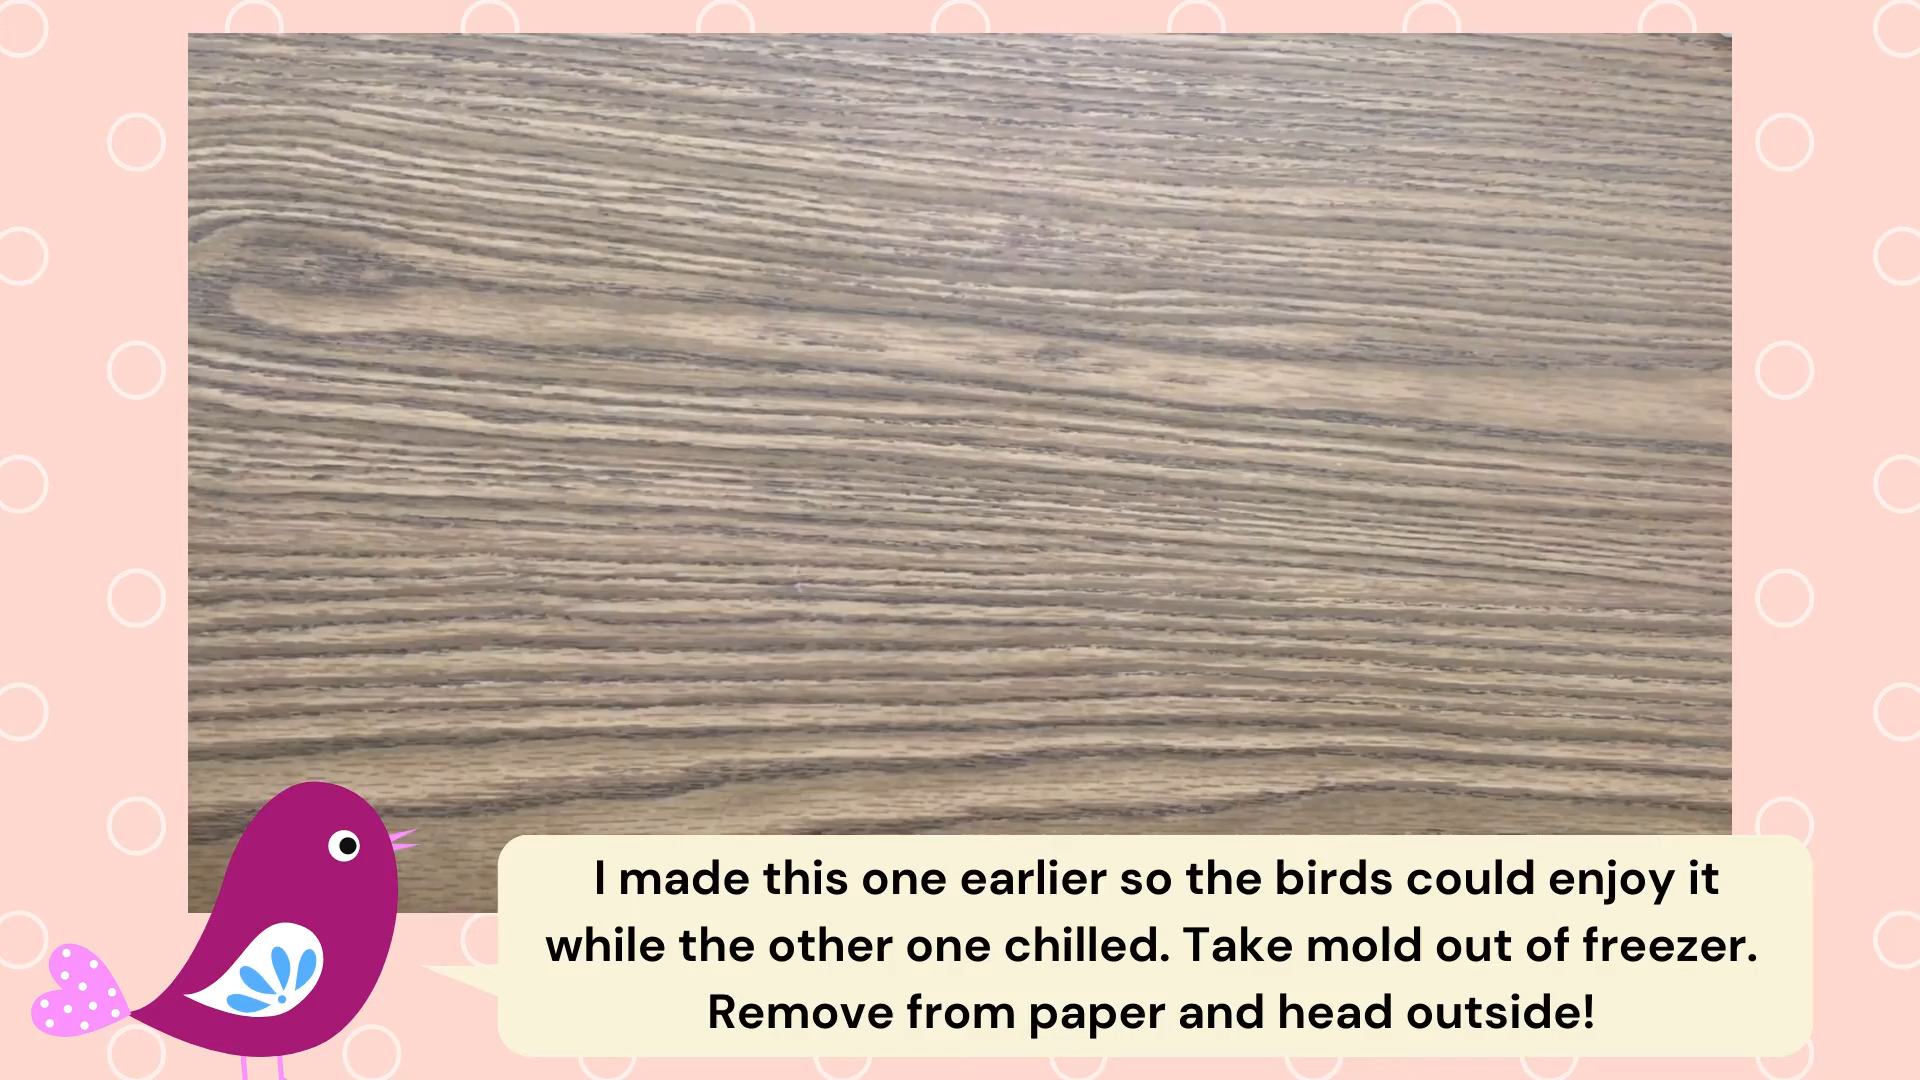 I made this one earlier so the birds could enjoy it
while the other one chilled. Take mold out of freezer.
Remove from paper and head outside!